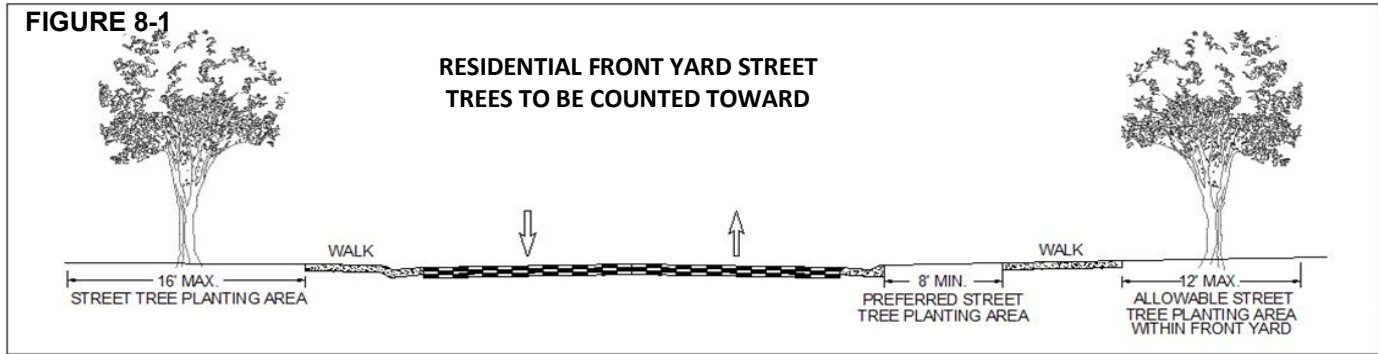 FIGURE 8-1
RESIDENTIAL FRONT YARD STREET
TREES TO BE COUNTED TOWARD
WALK
16' MAX.
STREET TREE PLANTING AREA
8' MIN.
PREFERRED STREET
TREE PLANTING AREA
WALK
12' MAX.
ALLOWABLE STREET
TREE PLANTING AREA
WITHIN FRONT YARD